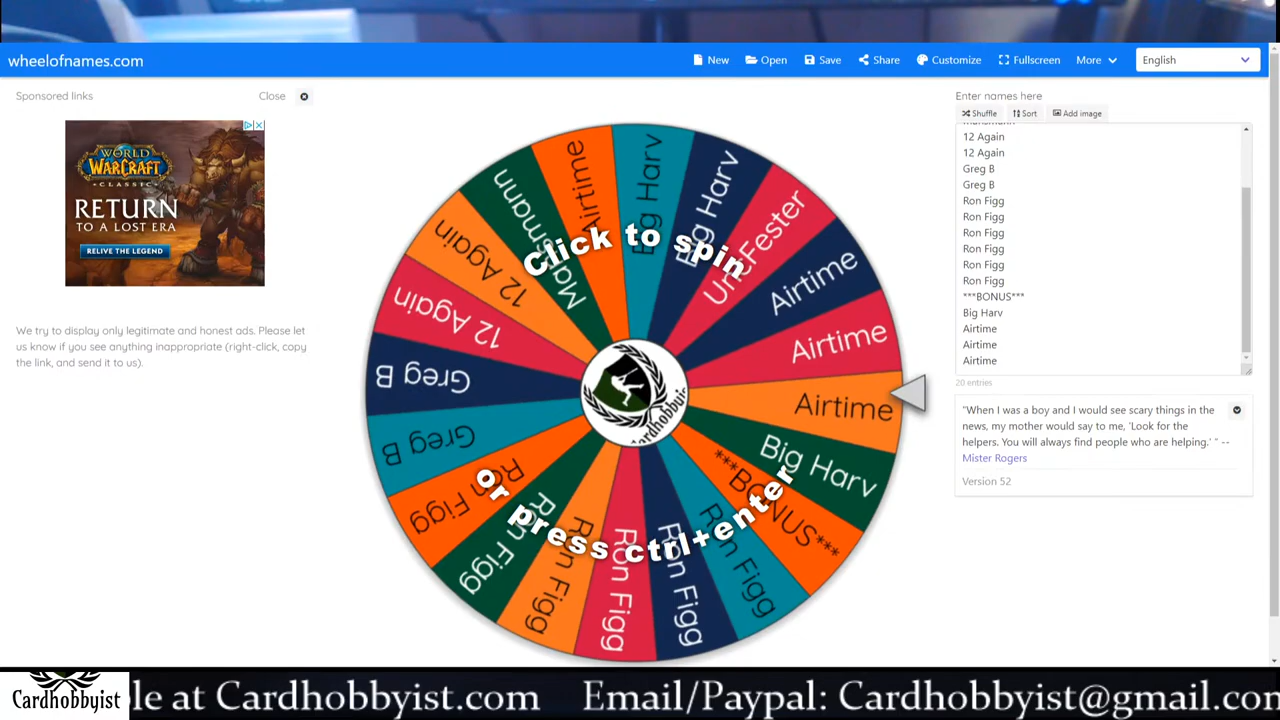 wheelofnames.com
New
Open
Save
Share
Customize
Fullscreen
More
English
Sponsored links
Close
WORLD
WARCRAFT
CLASSIC
RETURN
TO A LOST ERA
RELIVE THE LEGEND
We try to display only legitimate and honest ads. Please let
us know if you see anything inappropriate (right-click, copy
the link, and send it to us).
Airtime
Big Harv
Big Harv
UncFester
Airtime
Airtime
Airtime
Big Harv
***BONUS***
Ron Figg
Ron Figg
Ron Figg
Ron Figg
Ron Figg
Ron Figg
Greg B
Greg B
12 Again
12 Again
Click to spin
or press ctrl+enter
Enter names here
Shuffle
Sort
Add image
12 Again
12 Again
Greg B
Greg B
Ron Figg
Ron Figg
Ron Figg
Ron Figg
Ron Figg
Ron Figg
***BONUS***
Big Harv
Airtime
Airtime
Airtime
20 entries
"When I was a boy and I would see scary things in the
news, my mother would say to me, 'Look for the
helpers. You will always find people who are helping.' " --
Mister Rogers
Version 52
Cardhobbyist
le at Cardhobbyist.com Email/Paypal: Cardhobbyist@gmail.com